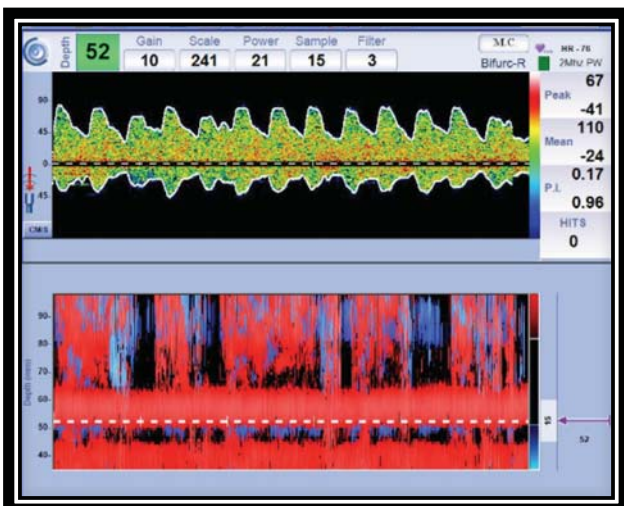 Depth 52
Gain Scale Power Sample Filter
10 241 21 15 3
M.C
Bifurc-R
HR - 76
2Mhz PW
67
Peak
-41
110
Mean
-24
0.17
P.I.
0.96
HITS
0
90
45
0
45
CM/S
Depth (mm)
90
80
70
60
50
40
15
52